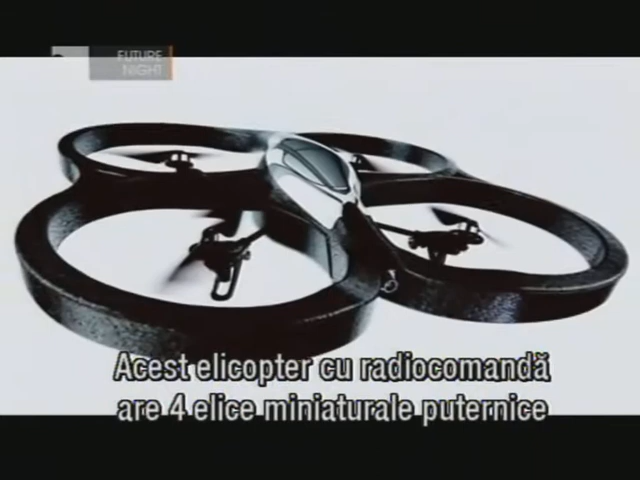 FUTURE
NIGHT
Acest elicopter cu radiocomandă
are 4 elice miniaturale puternice